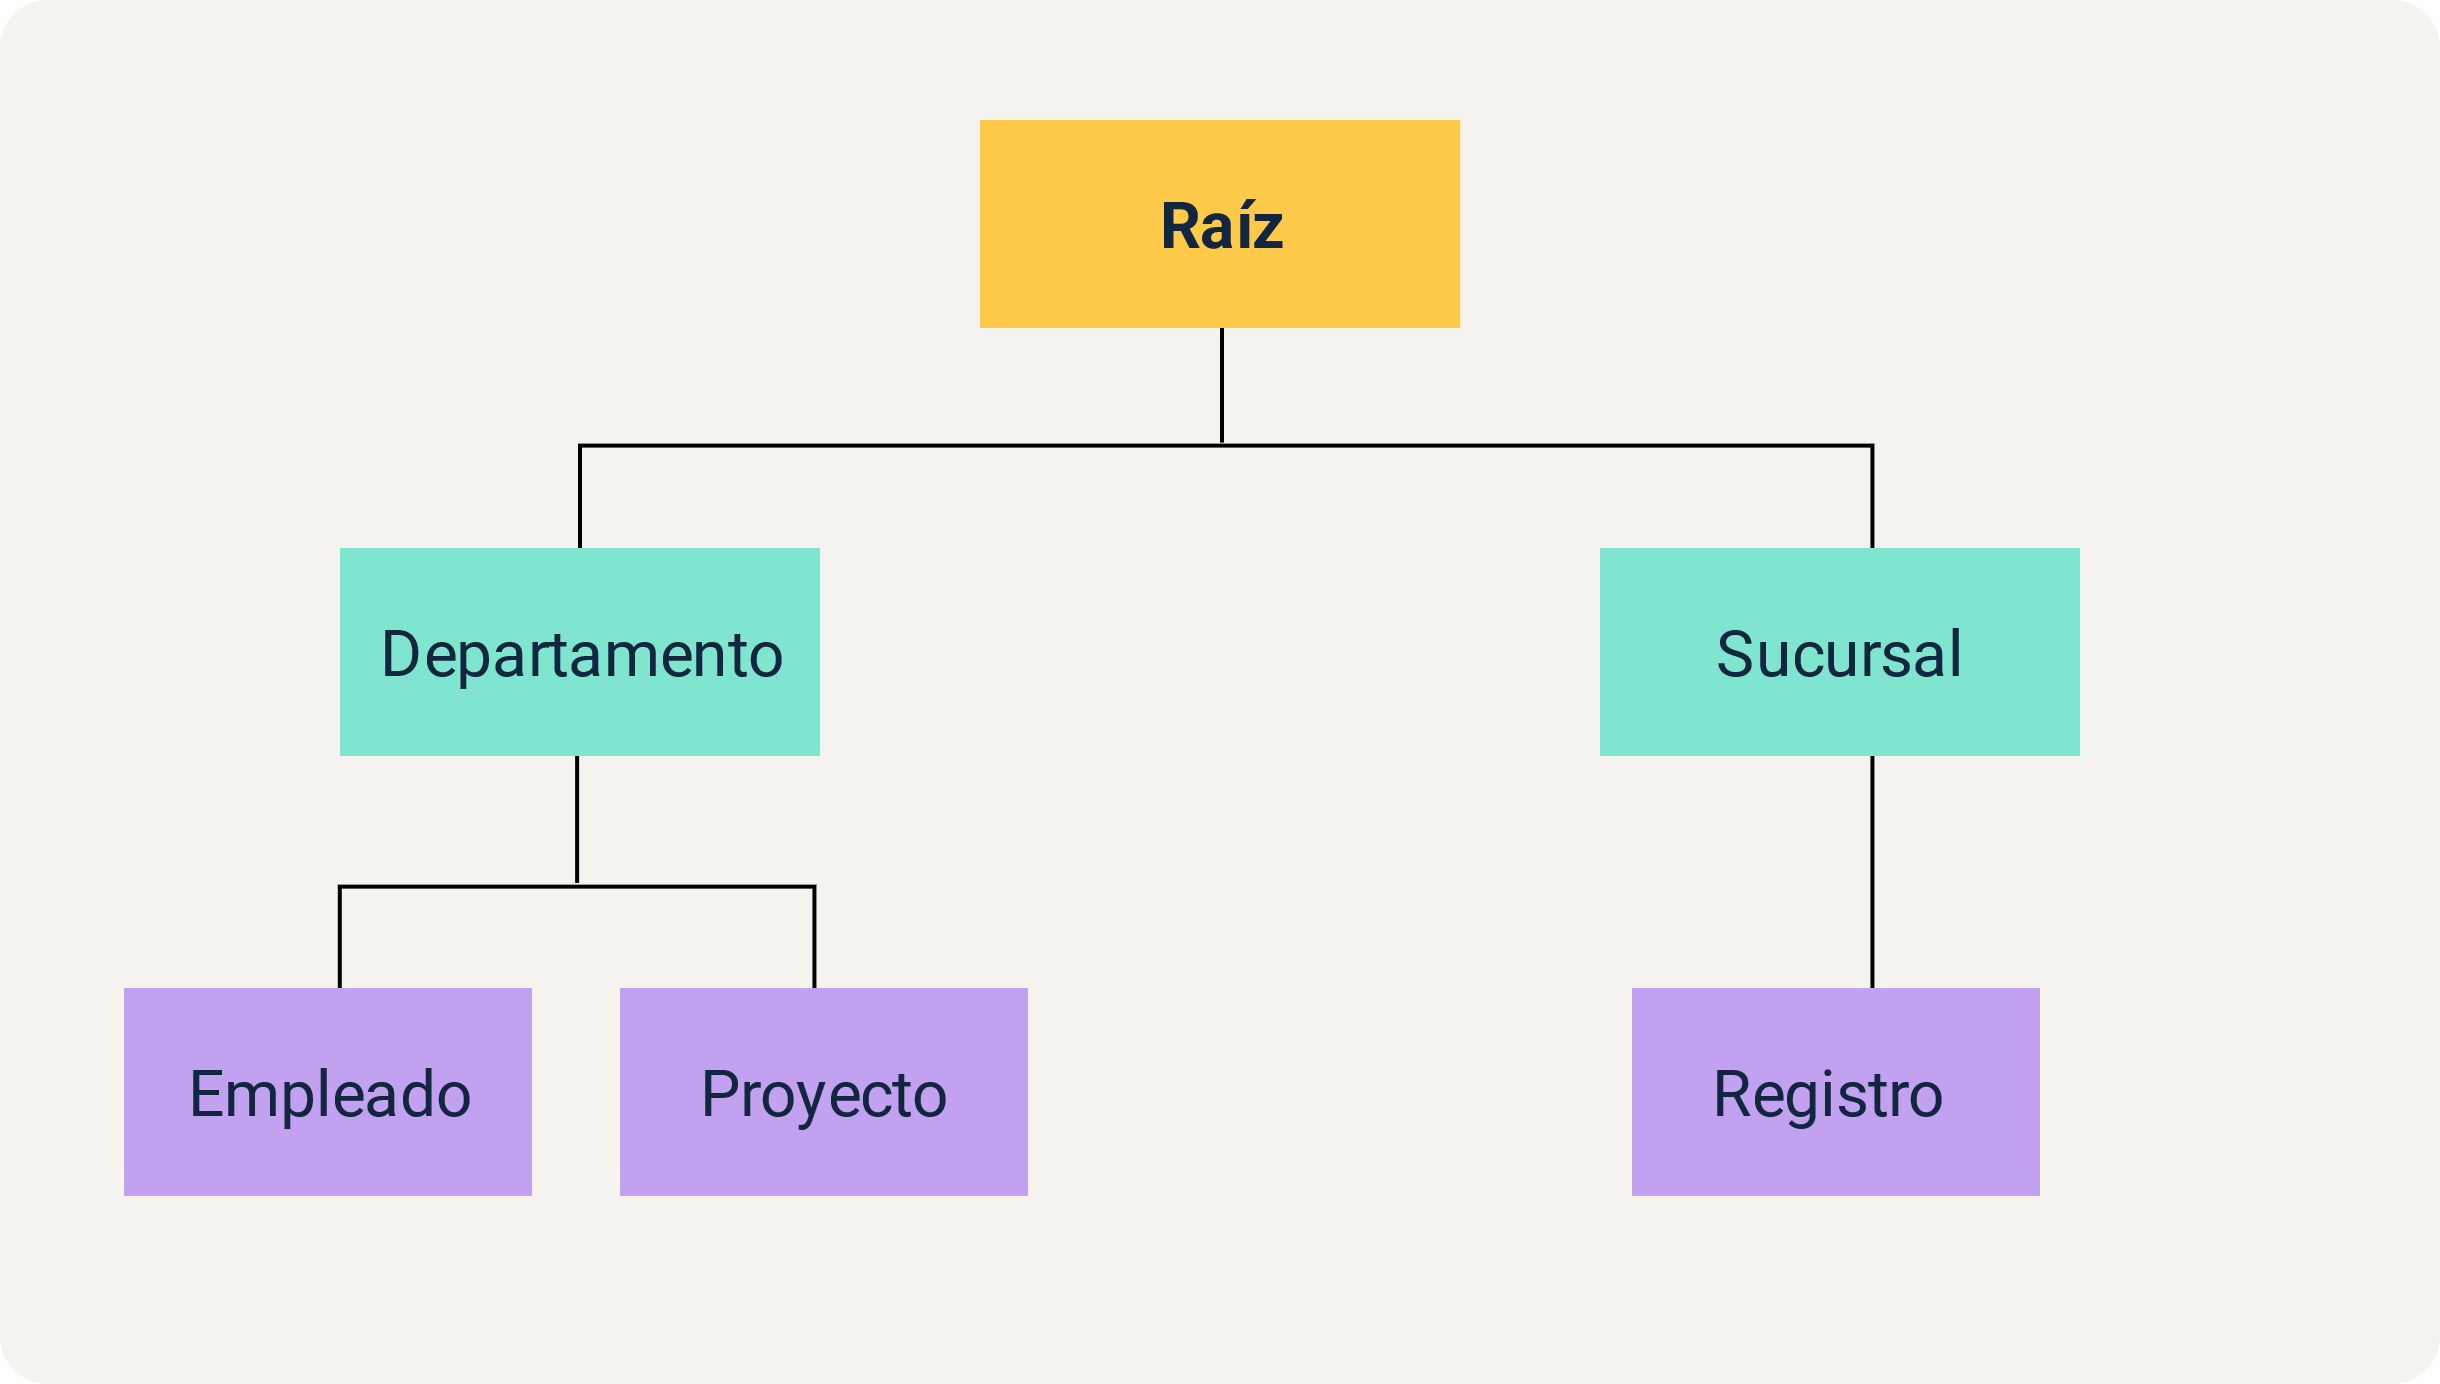 Raíz
Departamento
Sucursal
Empleado
Proyecto
Registro